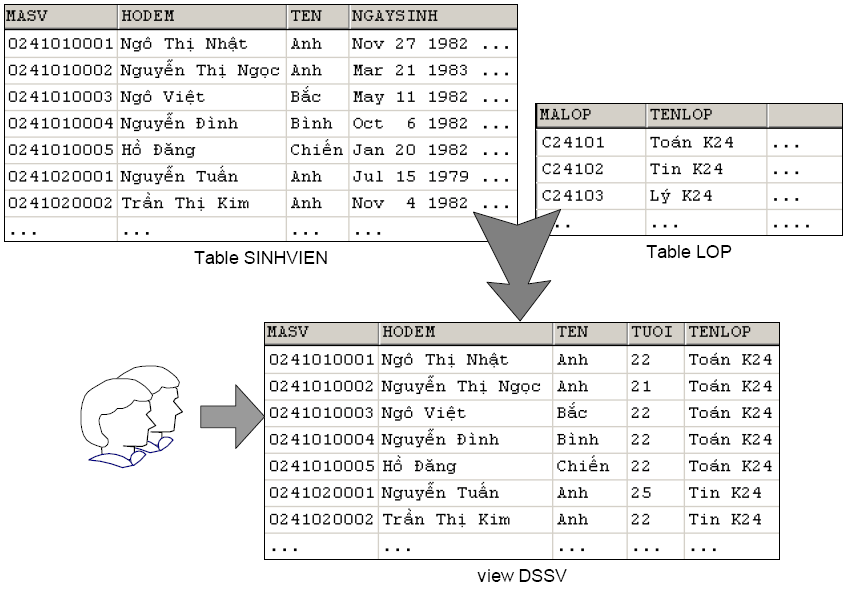 MASV HODEM TEN NGAYSINH
0241010001 Ngô Thị Nhật Anh Nov 27 1982 ...
0241010002 Nguyễn Thị Ngọc Anh Mar 21 1983 ...
0241010003 Ngô Việt Bắc May 11 1982 ...
0241010004 Nguyễn Đình Bình Oct 6 1982 ...
0241010005 Hồ Đăng Chiến Jan 20 1982 ...
0241020001 Nguyễn Tuấn Anh Jul 15 1979 ...
0241020002 Trần Thị Kim Anh Nov 4 1982 ...
... ... ... ...
Table SINHVIEN
MALOP TENLOP
C24101 Toán K24 ...
C24102 Tin K24 ...
C24103 Lý K24 ...
... ... ....
Table LOP
MASV HODEM TEN TUOI TENLOP
0241010001 Ngô Thị Nhật Anh 22 Toán K24
0241010002 Nguyễn Thị Ngọc Anh 21 Toán K24
0241010003 Ngô Việt Bắc 22 Toán K24
0241010004 Nguyễn Đình Bình 22 Toán K24
0241010005 Hồ Đăng Chiến 22 Toán K24
0241020001 Nguyễn Tuấn Anh 25 Tin K24
0241020002 Trần Thị Kim Anh 22 Tin K24
... ... ... ... ...
view DSSV